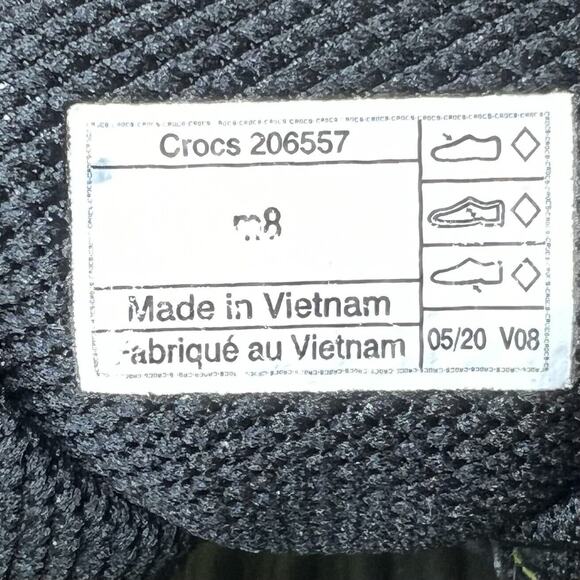 Crocs 206557
m8
Made in Vietnam
Fabriqué au Vietnam
05/20 V08